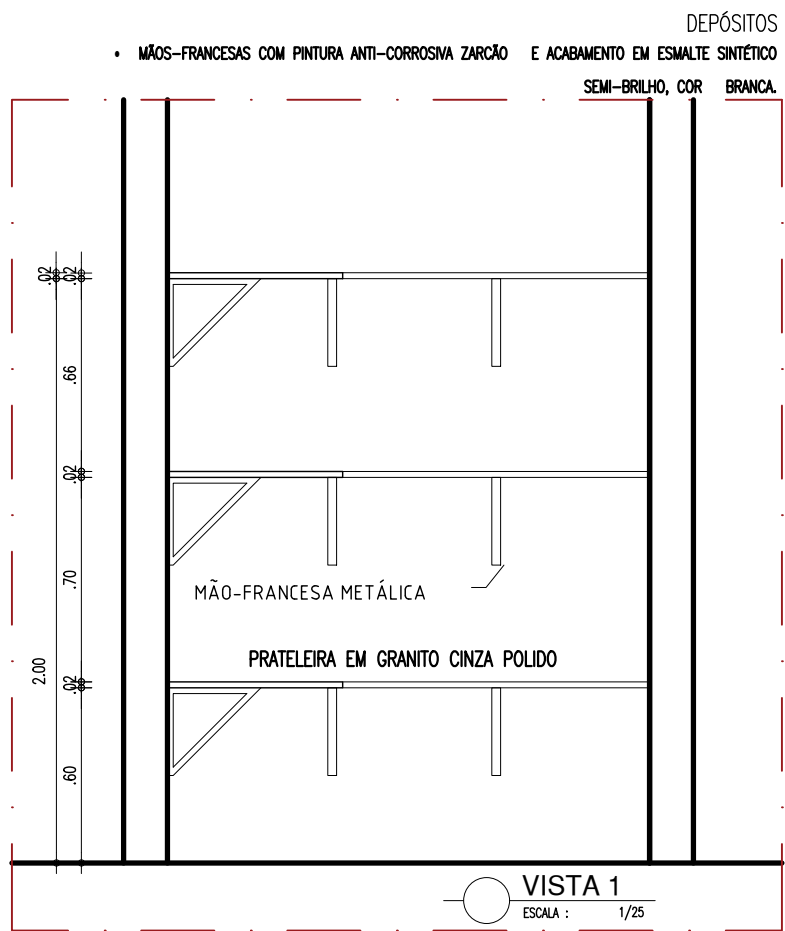 DEPÓSITOS
• MÃOS-FRANCESAS COM PINTURA ANTI-CORROSIVA ZARCÃO E ACABAMENTO EM ESMALTE SINTÉTICO
SEMI-BRILHO, COR BRANCA.
.02 .02
.66
.02
.70
MÃO-FRANCESA METÁLICA
PRATELEIRA EM GRANITO CINZA POLIDO
2.00
.02
.60
VISTA 1
ESCALA : 1/25